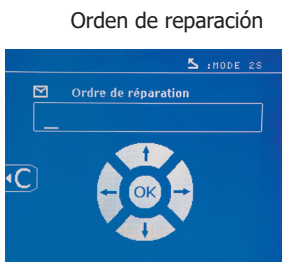 Orden de reparación
:MODE 2S
Ordre de réparation
C
OK